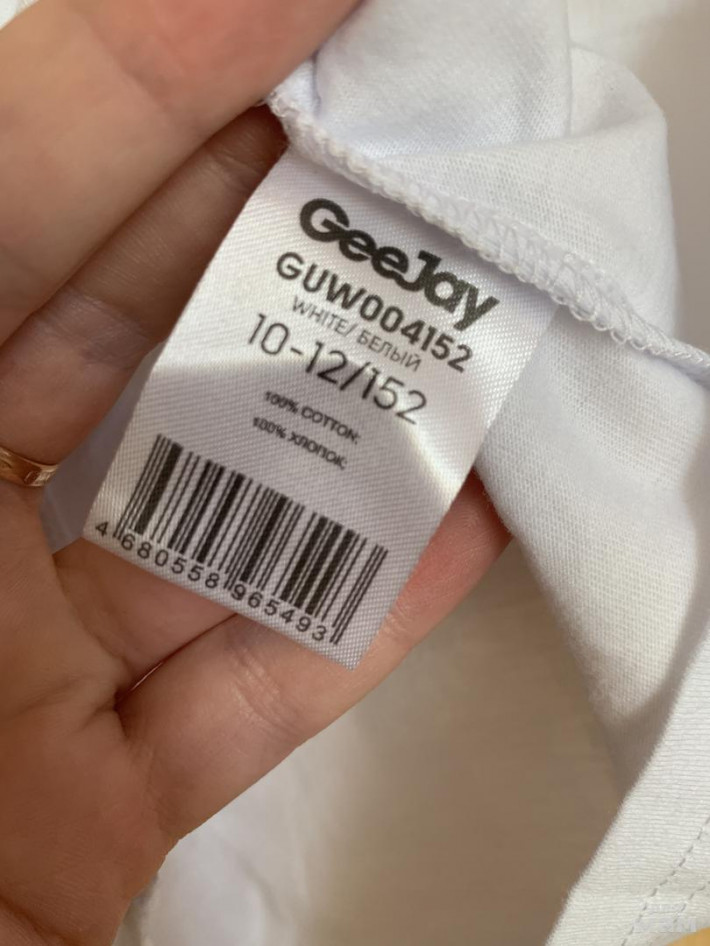 GeeJay
GUW004152
WHITE/ БЕЛЫЙ
10-12/152
100% COTTON;
100% ХЛОПОК;
4 680558 965493